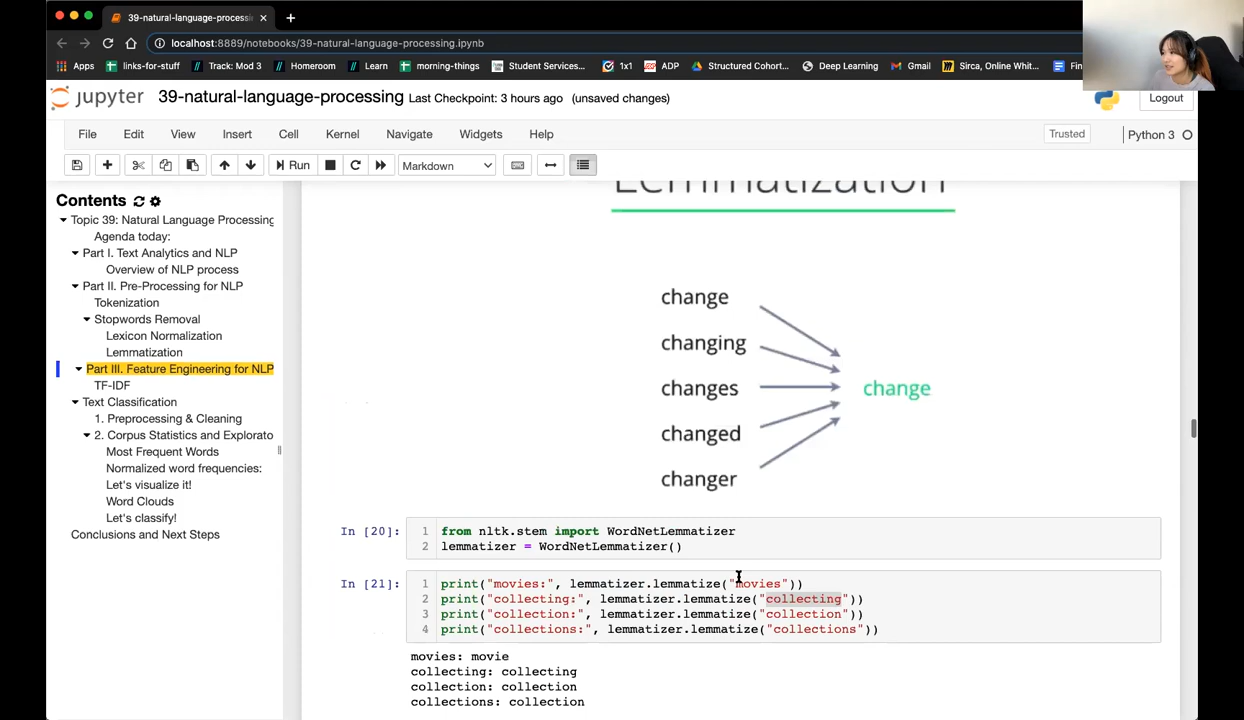 39-natural-language-processi
localhost:8889/notebooks/39-natural-language-processing.ipynb
Apps links-for-stuff Track: Mod 3 Homeroom Learn morning-things Student Services... 1x1 ADP Structured Cohort... Deep Learning Gmail Sirca, Online Whit... Fin
jupyter 39-natural-language-processing Last Checkpoint: 3 hours ago (unsaved changes) Logout
File Edit View Insert Cell Kernel Navigate Widgets Help Trusted Python 3
Run Markdown
Contents
Topic 39: Natural Language Processing
Agenda today:
Part I. Text Analytics and NLP
Overview of NLP process
Part II. Pre-Processing for NLP
Tokenization
Stopwords Removal
Lexicon Normalization
Lemmatization
Part III. Feature Engineering for NLP
TF-IDF
Text Classification
1. Preprocessing & Cleaning
2. Corpus Statistics and Explorato
Most Frequent Words
Normalized word frequencies:
Let's visualize it!
Word Clouds
Let's classify!
Conclusions and Next Steps
Lemmatization
change
changing
changes
changed
changer
change
In [20]:
1 from nltk.stem import WordNetLemmatizer
2 lemmatizer = WordNetLemmatizer()
In [21]:
1 print("movies:", lemmatizer.lemmatize("movies"))
2 print("collecting:", lemmatizer.lemmatize("collecting"))
3 print("collection:", lemmatizer.lemmatize("collection"))
4 print("collections:", lemmatizer.lemmatize("collections"))
movies: movie
collecting: collecting
collection: collection
collections: collection